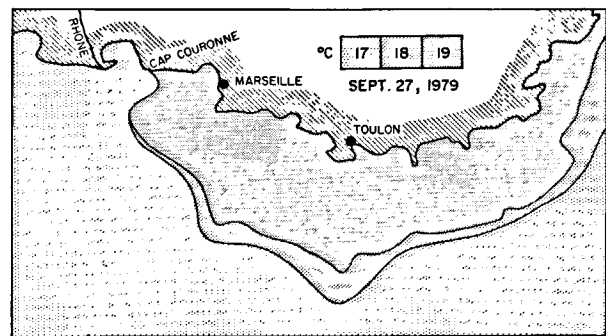 RHONE
CAP COURONNE
°C 17 18 19
MARSEILLE
SEPT. 27, 1979
TOULON